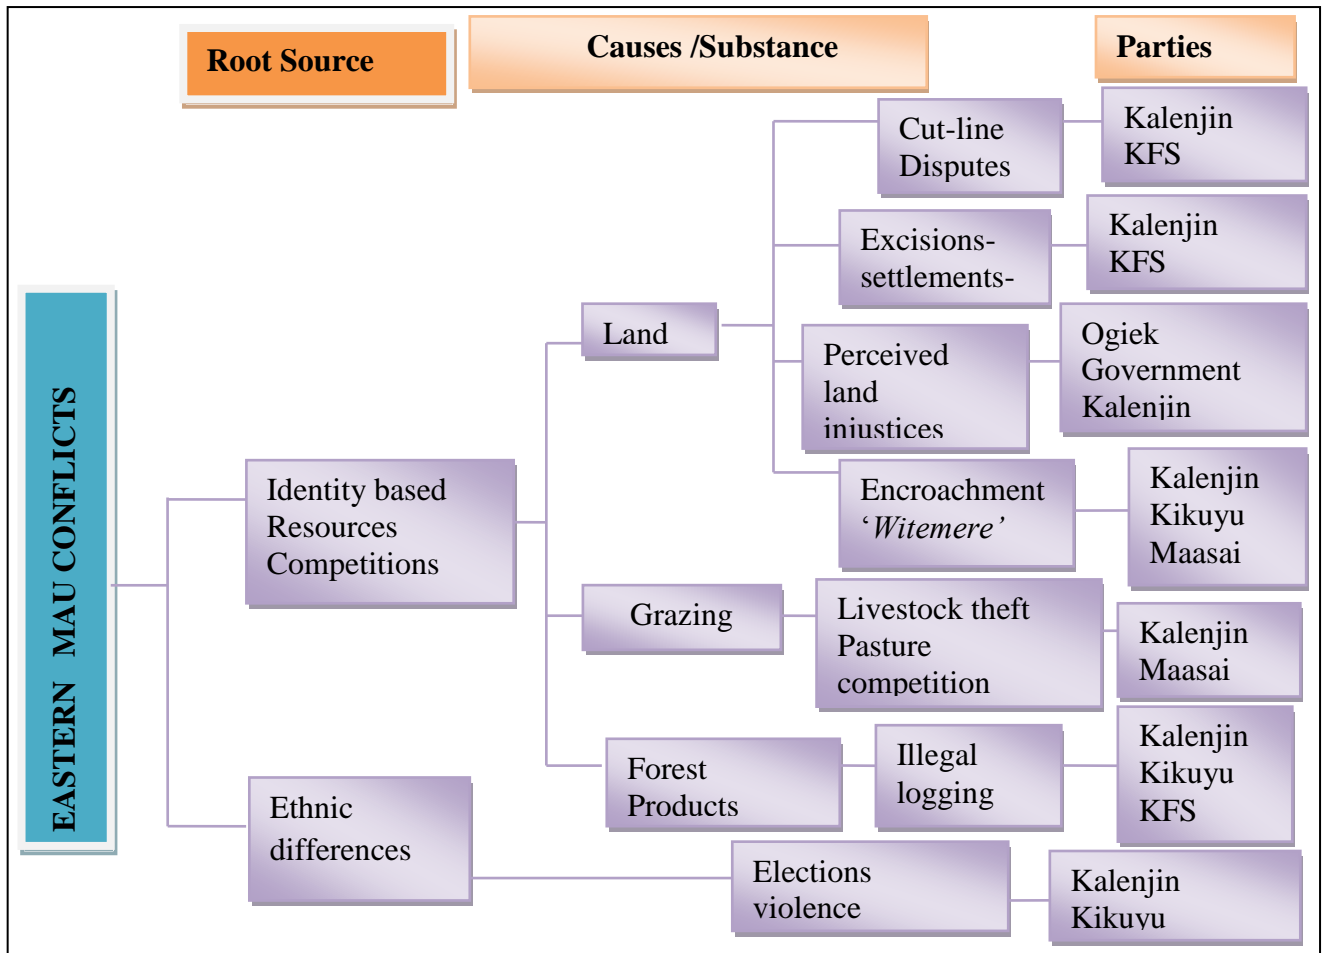 Root Source
Causes /Substance
Parties
EASTERN MAU CONFLICTS
Identity based
Resources
Competitions
Ethnic
differences
Land
Grazing
Forest
Products
Cut-line
Disputes
Kalenjin
KFS
Excisions-
settlements-
Kalenjin
KFS
Perceived
land
injustices
Ogiek
Government
Kalenjin
Encroachment
‘Witemere’
Kalenjin
Kikuyu
Maasai
Livestock theft
Pasture
competition
Kalenjin
Maasai
Illegal
logging
Kalenjin
Kikuyu
KFS
Elections
violence
Kalenjin
Kikuyu